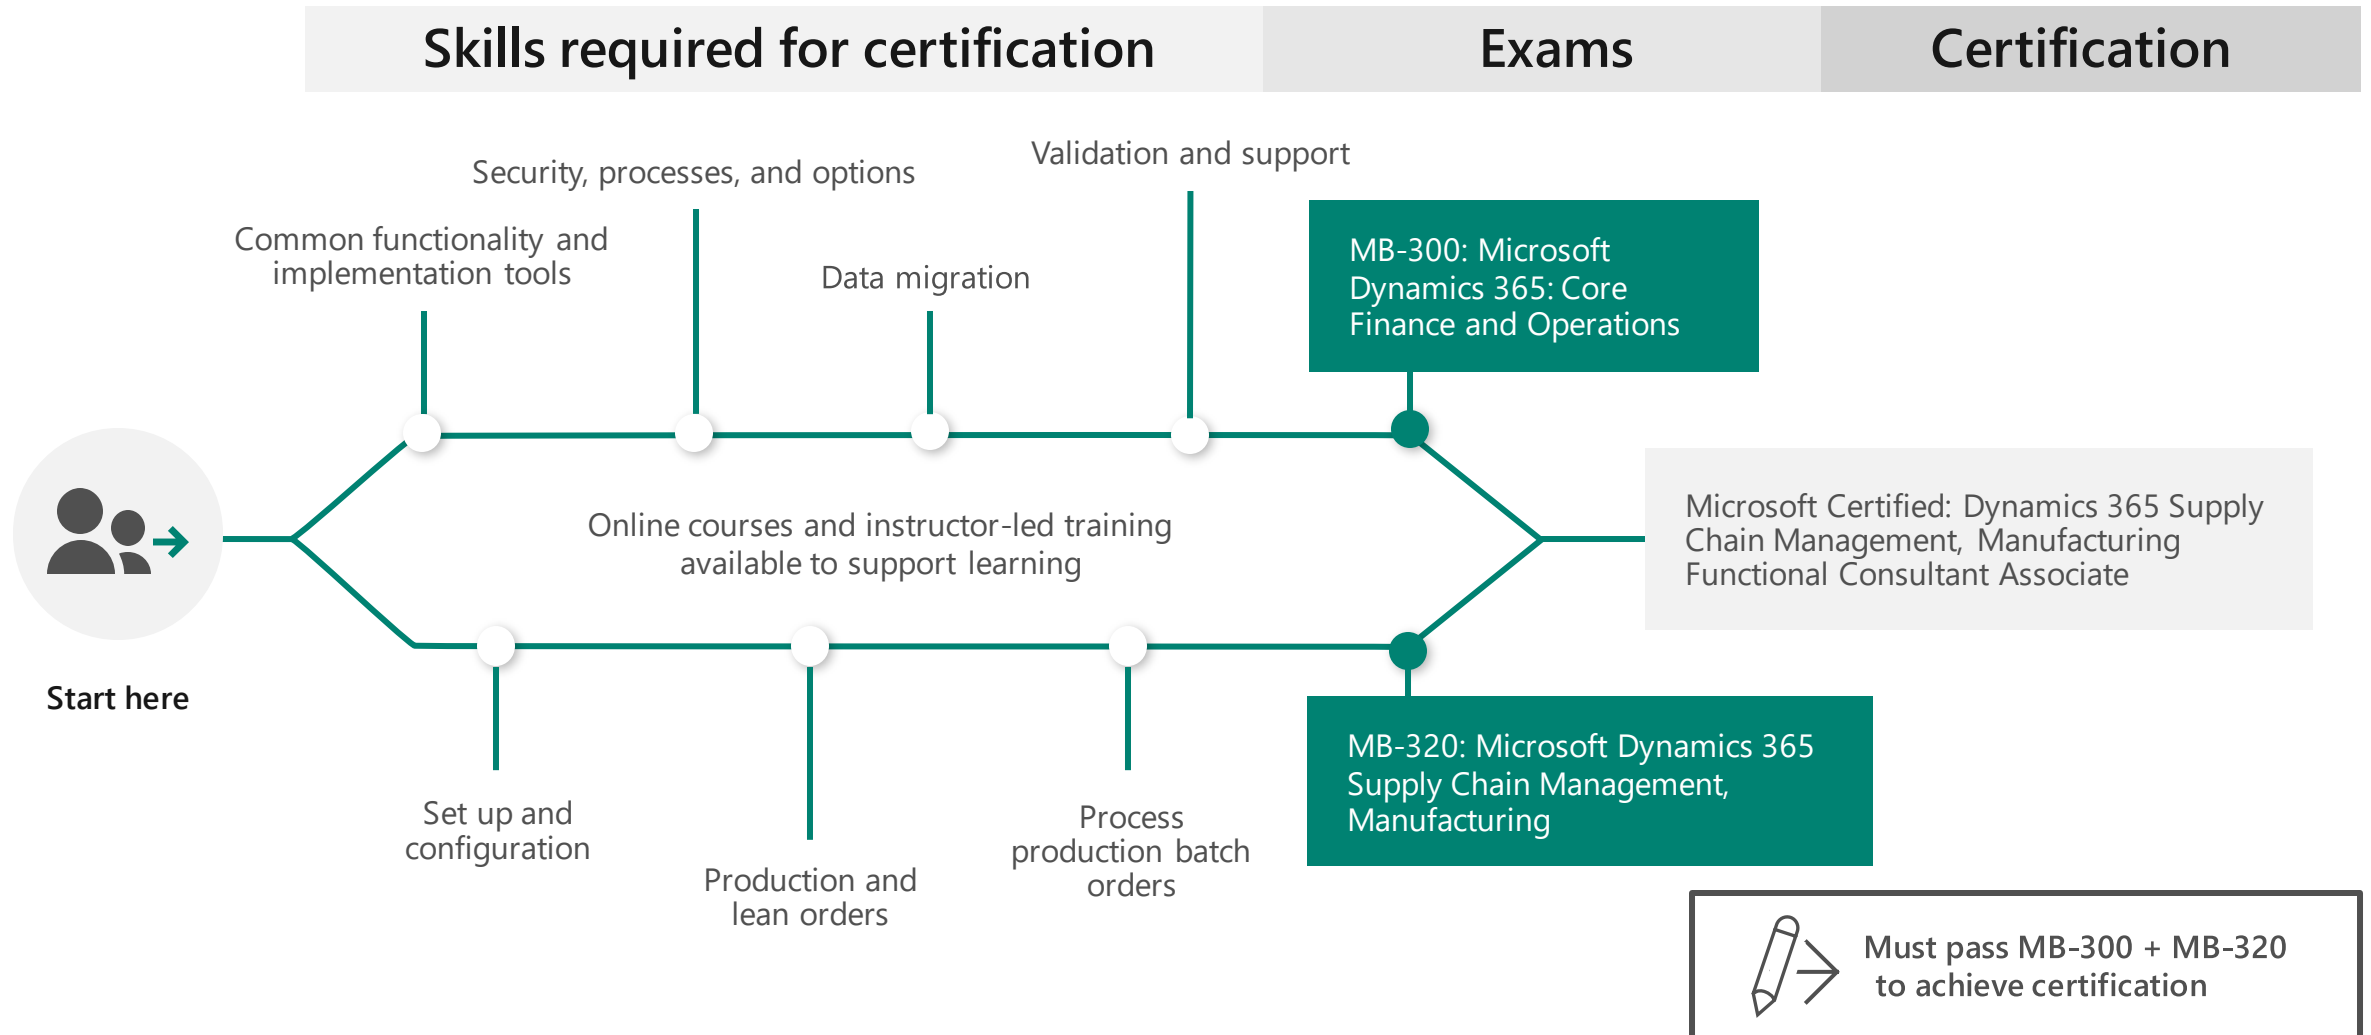 Skills required for certification
Exams
Certification
Validation and support
Security, processes, and options
Common functionality and
implementation tools
Data migration
MB-300: Microsoft
Dynamics 365: Core
Finance and Operations
Online courses and instructor-led training
available to support learning
Microsoft Certified: Dynamics 365 Supply
Chain Management, Manufacturing
Functional Consultant Associate
Start here
Set up and
configuration
Production and
lean orders
Process
production batch
orders
MB-320: Microsoft Dynamics 365
Supply Chain Management,
Manufacturing
Must pass MB-300 + MB-320
to achieve certification